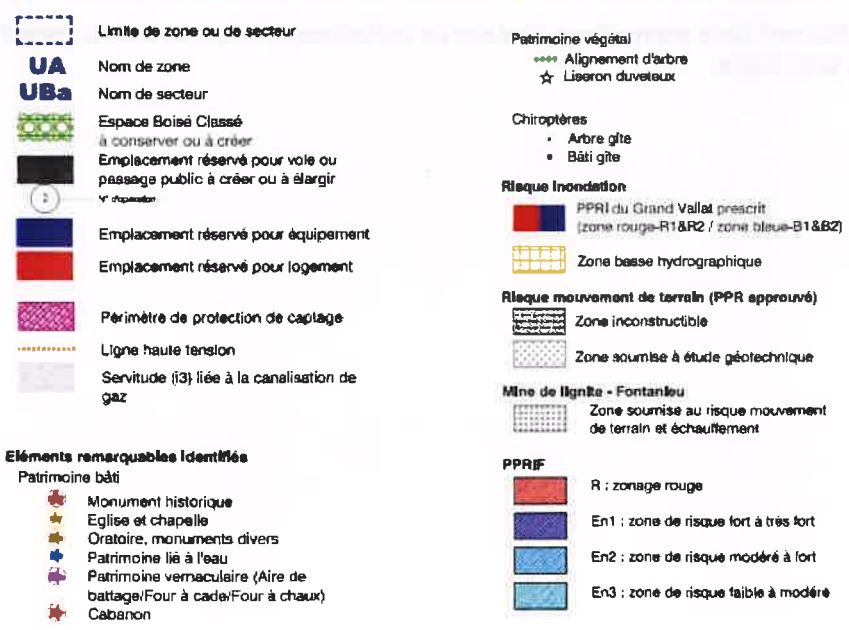 Limite de zone ou de secteur
UA Nom de zone
UBa Nom de secteur
Espace Boisé Classé
à conserver ou à créer
Emplacement réservé pour voie ou
passage public à créer ou à élargir
2 N° d'opération
Emplacement réservé pour équipement
Emplacement réservé pour logement
Périmètre de protection de captage
Ligne haute tension
Servitude (i3) liée à la canalisation de
gaz
Eléments remarquables identifiés
Patrimoine bâti
Monument historique
Eglise et chapelle
Oratoire, monuments divers
Patrimoine lié à l'eau
Patrimoine vernaculaire (Aire de
battage/Four à cade/Four à chaux)
Cabanon
Patrimoine végétal
Alignement d'arbre
Liseron duveteux
Chiroptères
Arbre gîte
Bâti gîte
Risque Inondation
PPRI du Grand Vallat prescrit
(zone rouge-R1&R2 / zone bleue-B1&B2)
Zone basse hydrographique
Risque mouvement de terrain (PPR approuvé)
Zone inconstructible
Zone soumise à étude géotechnique
Mine de lignite - Fontanieu
Zone soumise au risque mouvement
de terrain et échauffement
PPRIF
R : zonage rouge
En1 : zone de risque fort à très fort
En2 : zone de risque modéré à fort
En3 : zone de risque faible à modéré